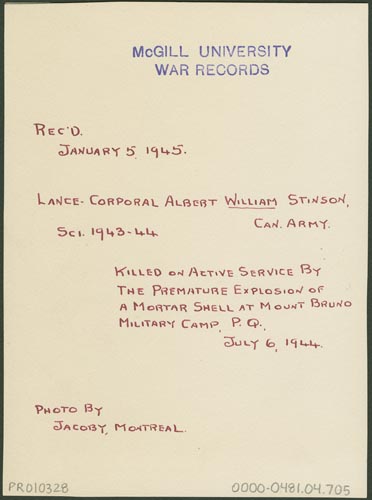 McGILL UNIVERSITY
WAR RECORDS
REC'D.
JANUARY 5, 1945.
LANCE-CORPORAL ALBERT WILLIAM STINSON,
CAN. ARMY.
SCI. 1943-44
KILLED ON ACTIVE SERVICE BY
THE PREMATURE EXPLOSION OF
A MORTAR SHELL AT MOUNT BRUNO
MILITARY CAMP, P.Q.,
JULY 6, 1944.
PHOTO BY
JACOBY, MONTREAL.
PR010328
0000-0481.04.705